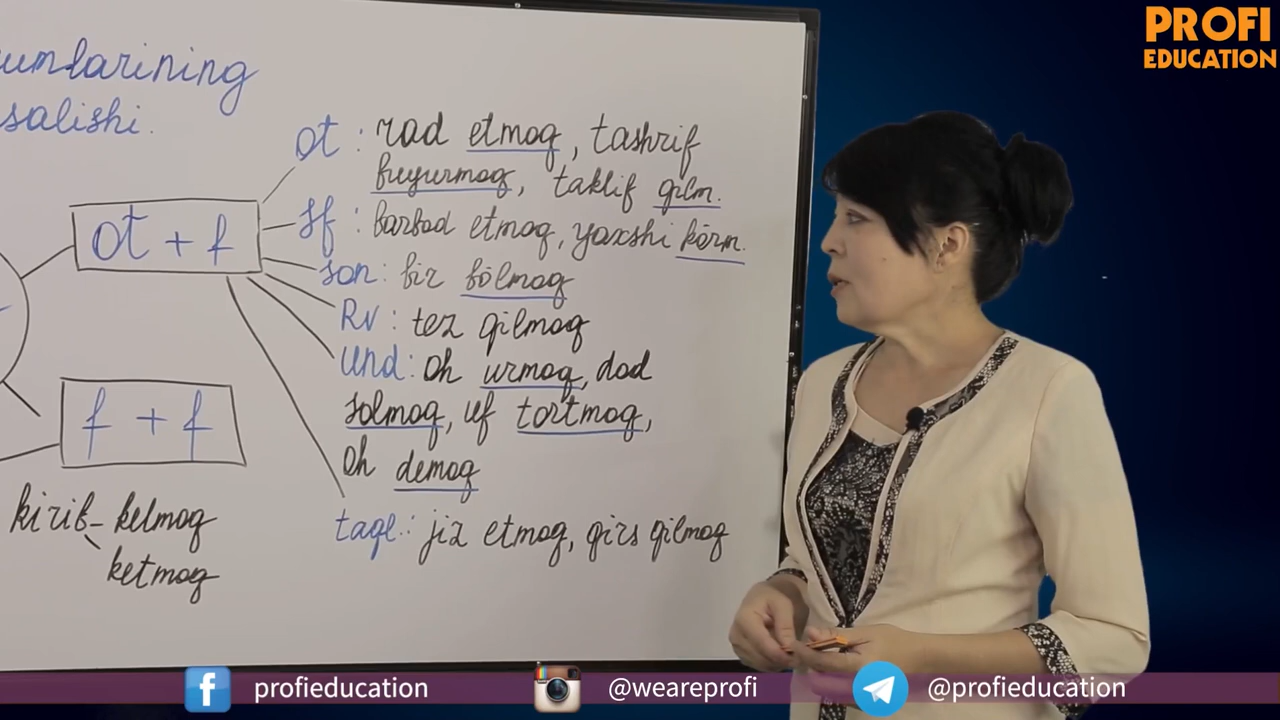 PROFI
EDUCATION
umlarining
salishi.
ot + f
ot : rad etmoq, tashrif
buyurmoq, taklif qilm.
sf : barbod etmoq, yaxshi ko'rm.
son: bir bo'lmoq
Rv : tez qilmoq
und: oh urmoq, dod
solmoq, uf tortmoq,
oh demoq
taql.: jiz etmoq, qirs qilmoq
f + f
kirib - kelmoq
ketmoq
profieducation
@weareprofi
@profieducation